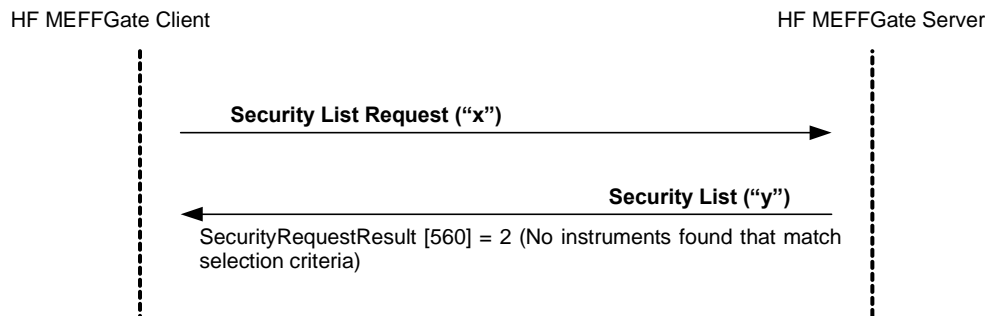 HF MEFFGate Client
HF MEFFGate Server
Security List Request (“x”)
Security List (“y”)
SecurityRequestResult [560] = 2 (No instruments found that match
selection criteria)